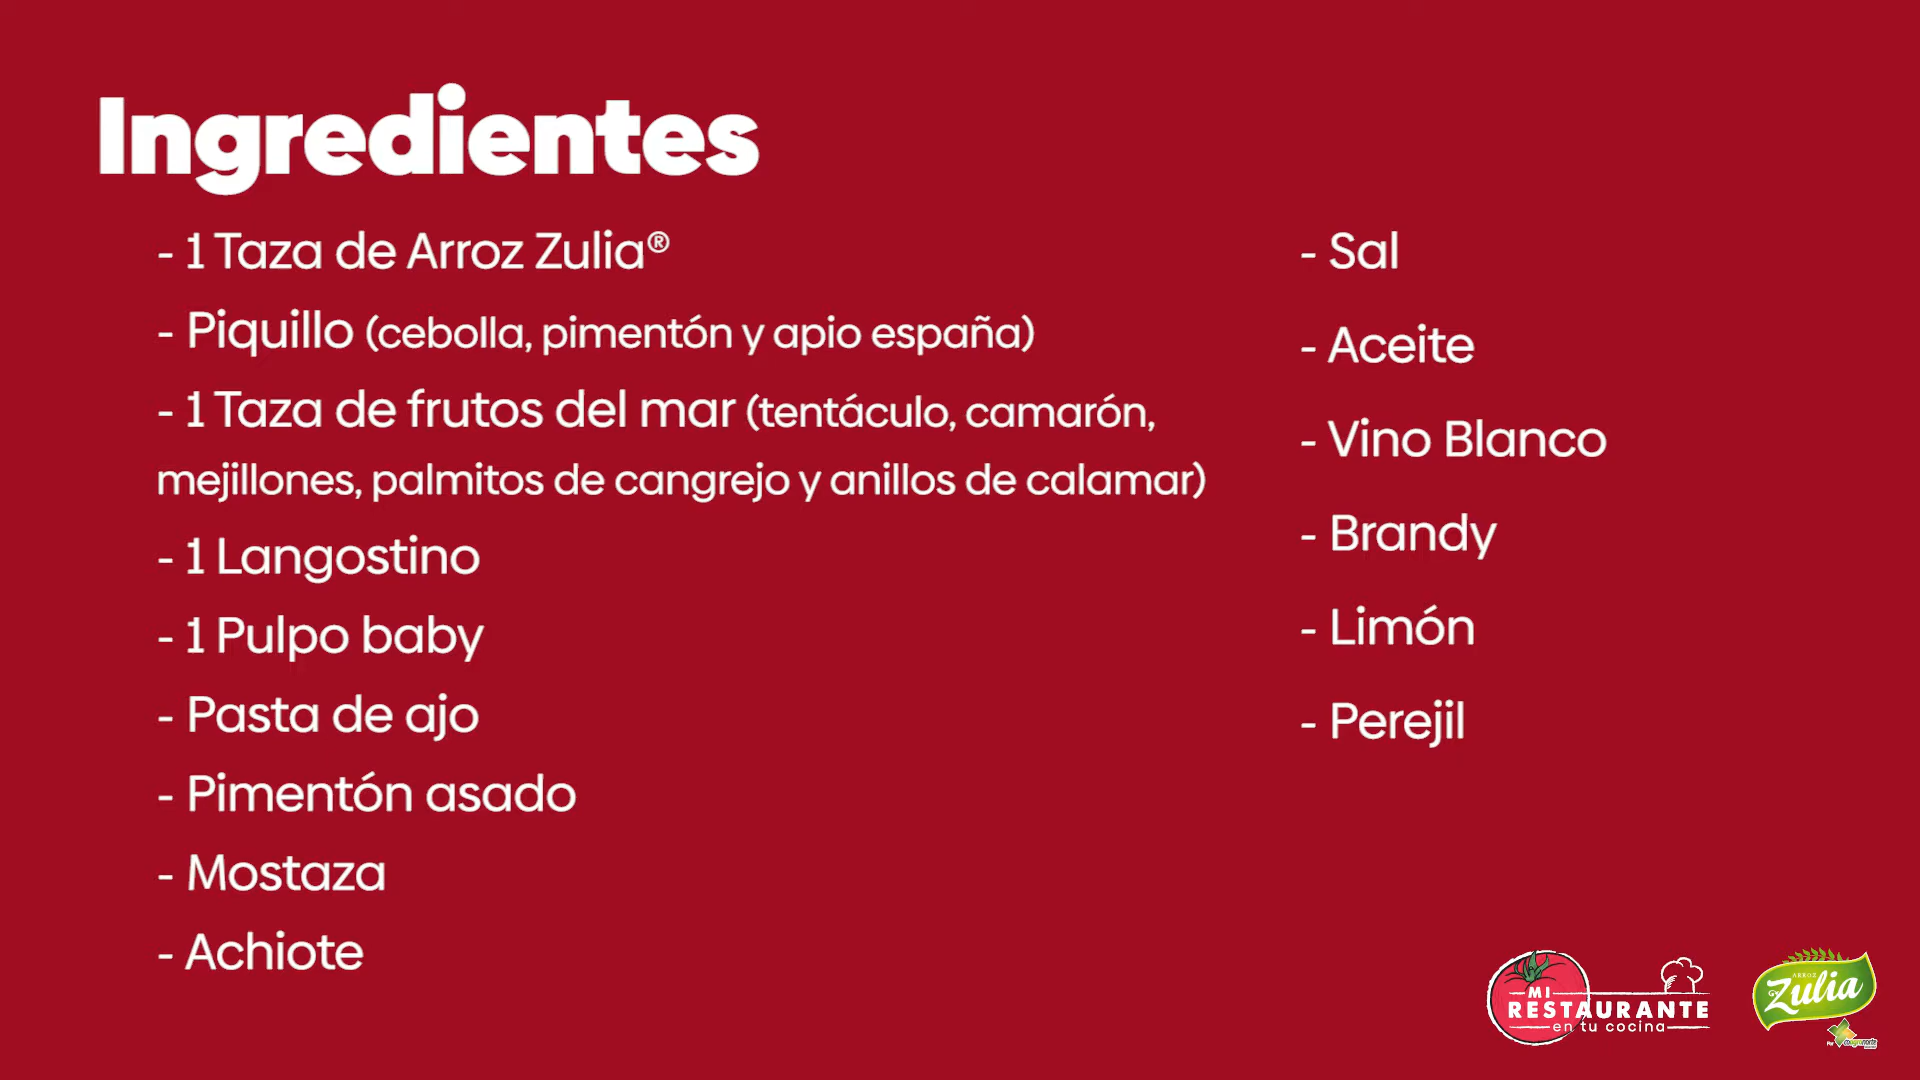 Ingredientes
- 1 Taza de Arroz Zulia®
- Piquillo (cebolla, pimentón y apio españa)
- 1 Taza de frutos del mar (tentáculo, camarón,
mejillones, palmitos de cangrejo y anillos de calamar)
- 1 Langostino
- 1 Pulpo baby
- Pasta de ajo
- Pimentón asado
- Mostaza
- Achiote
- Sal
- Aceite
- Vino Blanco
- Brandy
- Limón
- Perejil
MI
RESTAURANTE
en tu cocina
ARROZ
Zulia
Por coagronorte